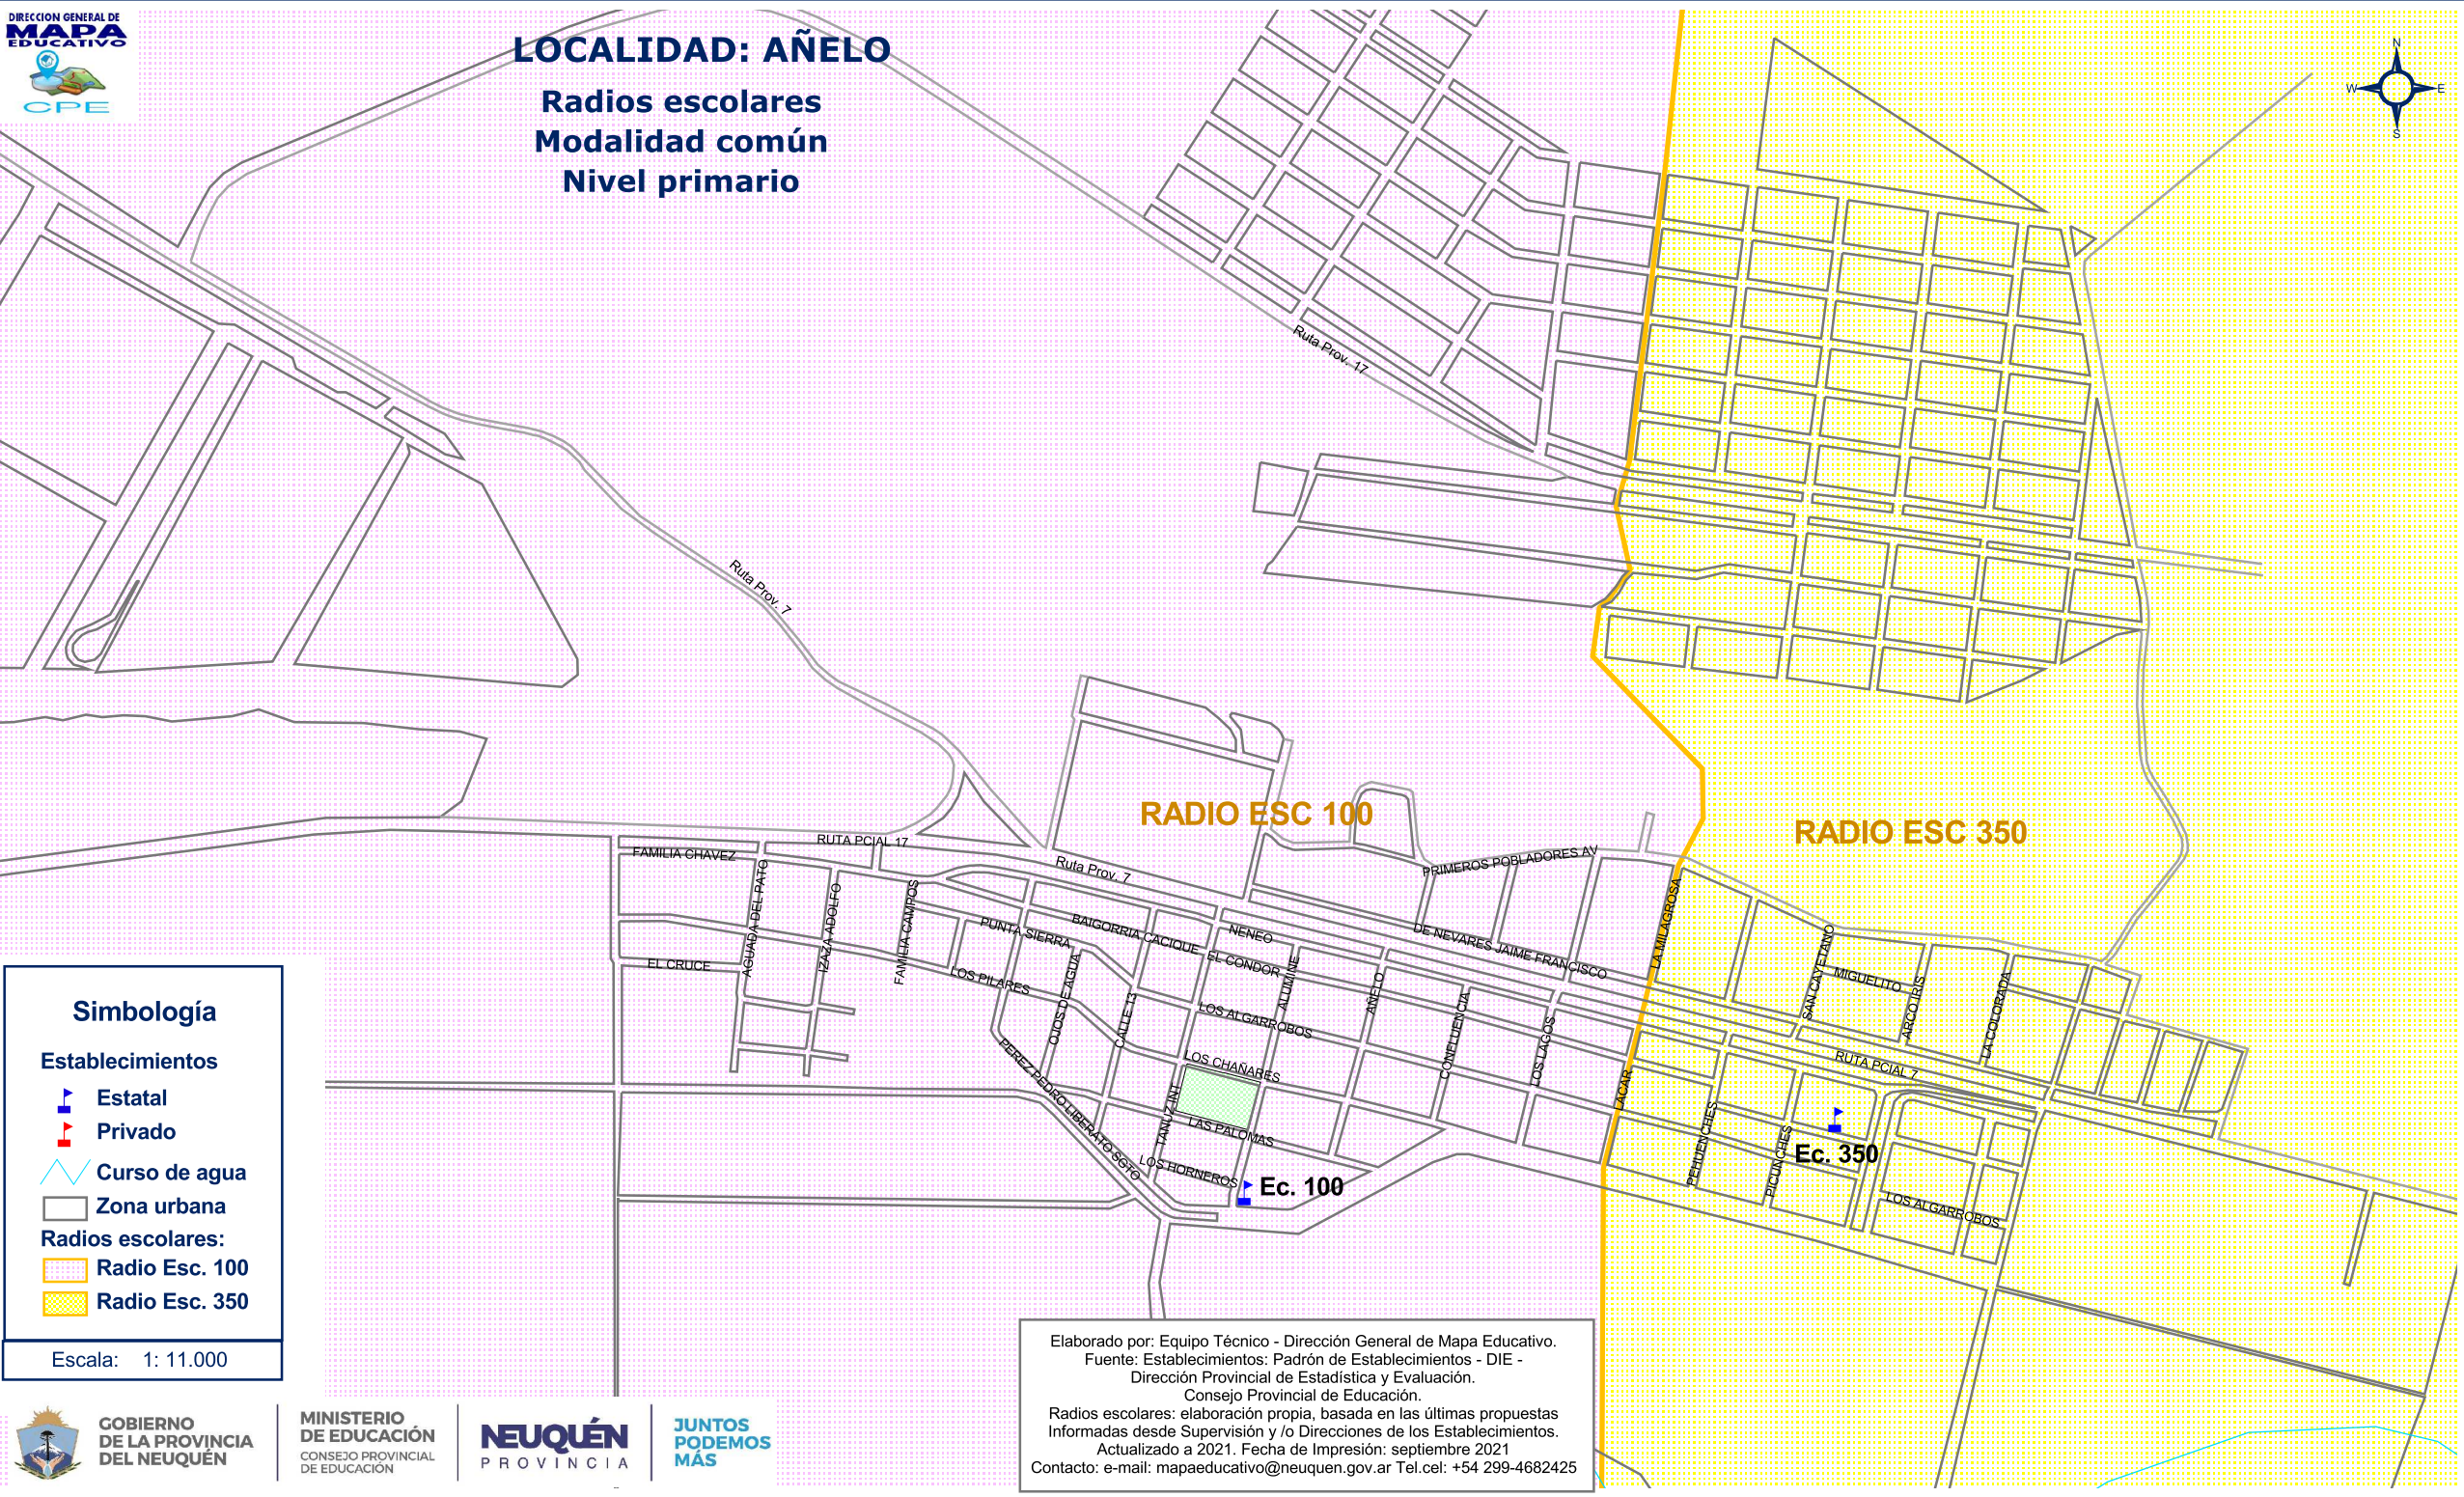 DIRECCION GENERAL DE
MAPA
EDUCATIVO
CPE
LOCALIDAD: AÑELO
Radios escolares
Modalidad común
Nivel primario
N
W
E
S
Ruta Prov. 17
Ruta Prov. 7
RADIO ESC 100
RADIO ESC 350
RUTA PCIAL 17
FAMILIA CHAVEZ
Ruta Prov. 7
PRIMEROS POBLADORES AV
AGUADA DEL PATO
IZAZA ADOLFO
FAMILIA CAMPOS
PUNTA SIERRA
BAIGORRIA CACIQUE
NENEO
DE NEVARES JAIME FRANCISCO
LA MILAGROSA
SAN CAYETANO
MIGUELITO
ARCO IRIS
LA COLORADA
EL CRUCE
LOS PILARES
OJOS DE AGUA
CALLE 13
EL CONDOR
ALUMINE
AÑELO
CONFLUENCIA
LOS LAGOS
LOS ALGARROBOS
LOS CHAÑARES
PEREZ PEDRO LIBERATO SOTO
TANUZ INT
LAS PALOMAS
LOS HORNEROS
LACAR
RUTA PCIAL 7
PEHUENCHES
PICUNCHES
Ec. 350
Ec. 100
LOS ALGARROBOS
Simbología
Establecimientos
Estatal
Privado
Curso de agua
Zona urbana
Radios escolares:
Radio Esc. 100
Radio Esc. 350
Escala: 1: 11.000
GOBIERNO
DE LA PROVINCIA
DEL NEUQUÉN
MINISTERIO
DE EDUCACIÓN
CONSEJO PROVINCIAL
DE EDUCACIÓN
NEUQUÉN
PROVINCIA
JUNTOS
PODEMOS
MÁS
Elaborado por: Equipo Técnico - Dirección General de Mapa Educativo.
Fuente: Establecimientos: Padrón de Establecimientos - DIE -
Dirección Provincial de Estadística y Evaluación.
Consejo Provincial de Educación.
Radios escolares: elaboración propia, basada en las últimas propuestas
Informadas desde Supervisión y /o Direcciones de los Establecimientos.
Actualizado a 2021. Fecha de Impresión: septiembre 2021
Contacto: e-mail: mapaeducativo@neuquen.gov.ar Tel.cel: +54 299-4682425